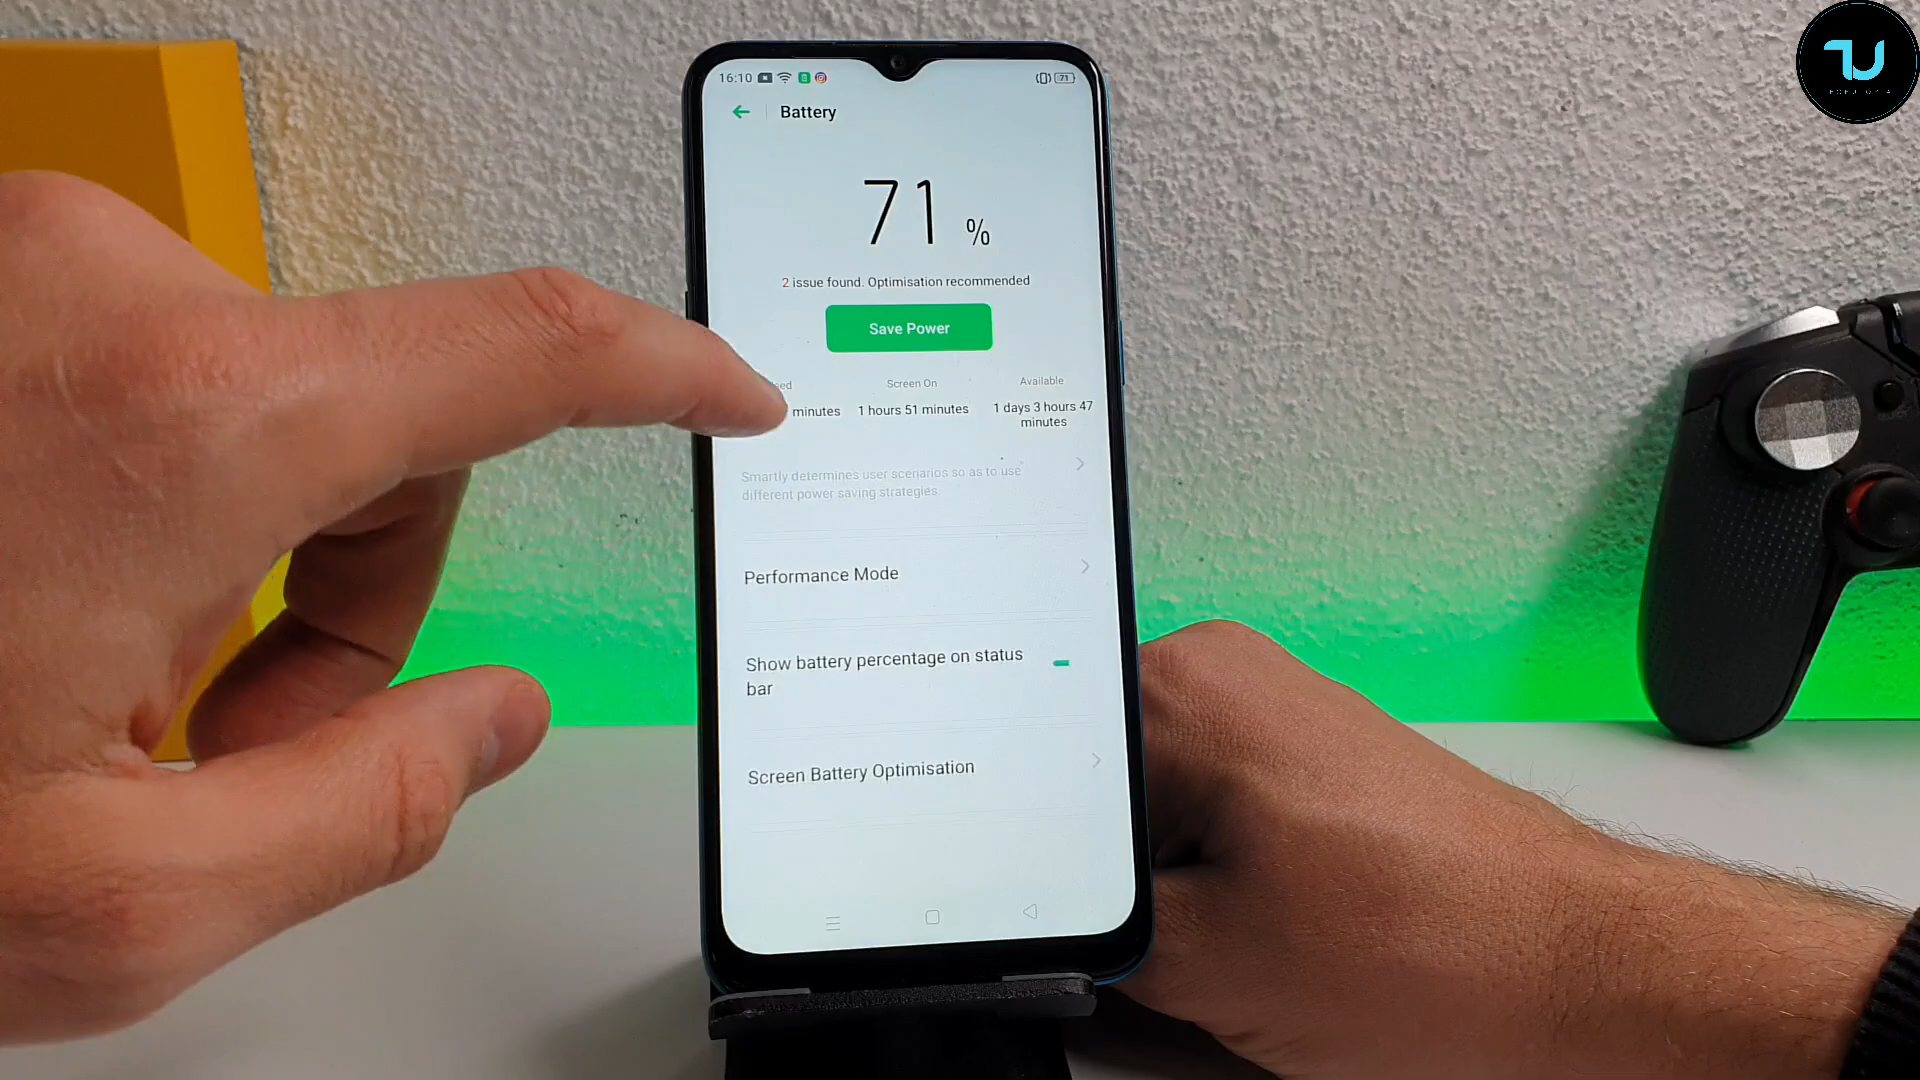 16:10
71
Battery
71 %
2 issue found. Optimisation recommended
Save Power
Screen On
Available
minutes
1 hours 51 minutes
1 days 3 hours 47
minutes
Smartly determines user scenarios so as to use
different power saving strategies
Performance Mode
Show battery percentage on status
bar
Screen Battery Optimisation
TU